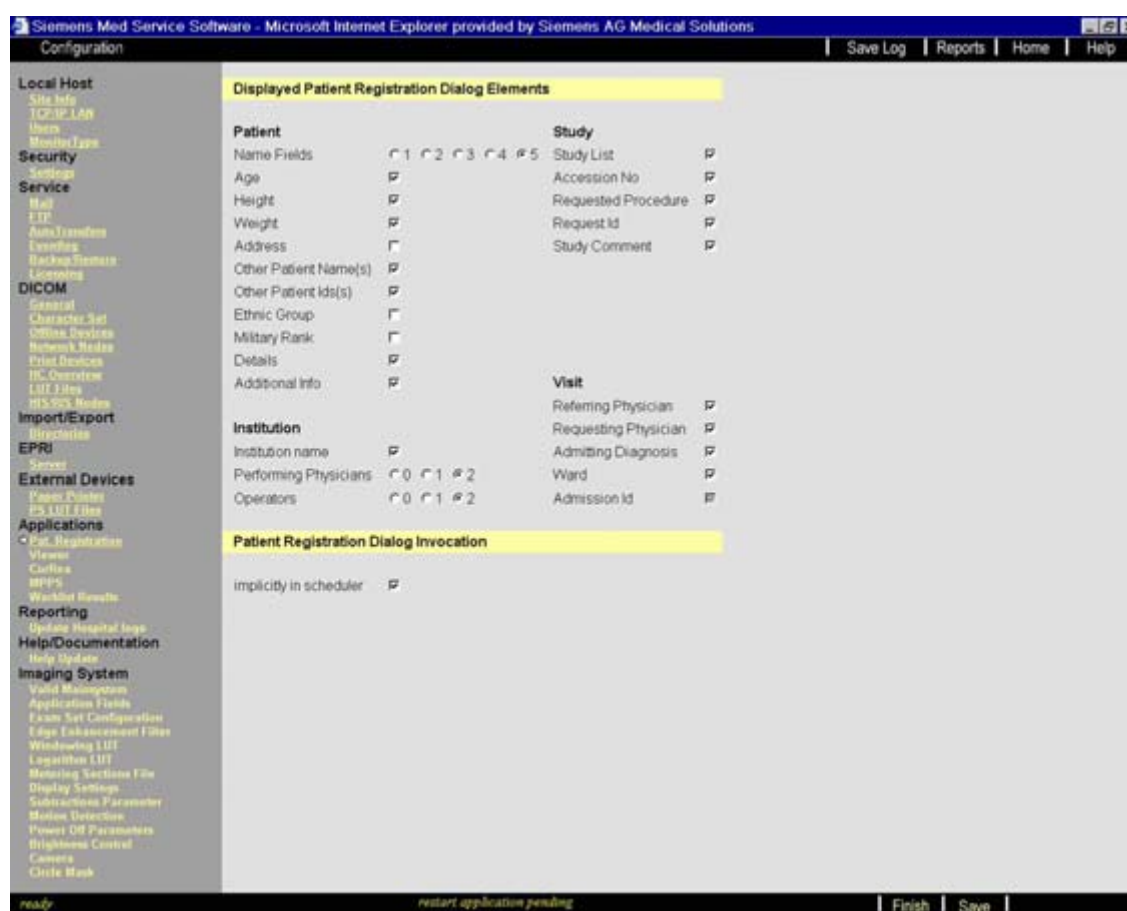 Siemens Med Service Software - Microsoft Internet Explorer provided by Siemens AG Medical Solutions
Configuration
Save Log Reports Home Help
Local Host
Site Info
TCP/IP LAN
Users
MonitorType
Security
Settings
Service
Mail
FTP
AutoTransfers
Eventlog
Backup/Restore
Licensing
DICOM
General
Character Set
Offline Devices
Network Nodes
Print Devices
HC Overview
LUT Files
HIS/RIS Nodes
Import/Export
Directories
EPRI
Server
External Devices
Paper Printer
PS LUT Files
Applications
Pat. Registration
Viewer
MPPS
Worklist Results
Reporting
Update Hospital logo
Help/Documentation
Help Update
Imaging System
Valid Mainsystem
Application Fields
Exam Set Configuration
Edge Enhancement Filter
Windowing LUT
Logarithm LUT
Metering Sections File
Display Settings
Subtractions Parameter
Motion Detection
Power Off Parameters
Brightness Control
Camera
Circle Mask
Displayed Patient Registration Dialog Elements
Patient
Name Fields 1 2 3 4 5
Age
Height
Weight
Address
Other Patient Name(s)
Other Patient Ids(s)
Ethnic Group
Military Rank
Details
Additional Info
Institution
Institution name
Performing Physicians 0 1 2
Operators 0 1 2
Study
Study List
Accession No
Requested Procedure
Request Id
Study Comment
Visit
Referring Physician
Requesting Physician
Admitting Diagnosis
Ward
Admission Id
Patient Registration Dialog Invocation
implicitly in scheduler
ready
restart application pending
Finish Save